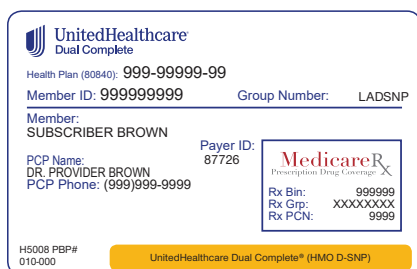 UnitedHealthcare®
Dual Complete
Health Plan (80840): 999-99999-99
Member ID: 999999999 Group Number: LADSNP
Member:
SUBSCRIBER BROWN
Payer ID:
87726
PCP Name:
DR. PROVIDER BROWN
PCP Phone: (999)999-9999
MedicareRx
Prescription Drug Coverage
Rx Bin: 999999
Rx Grp: XXXXXXXX
Rx PCN: 9999
H5008 PBP#
010-000
UnitedHealthcare Dual Complete® (HMO D-SNP)